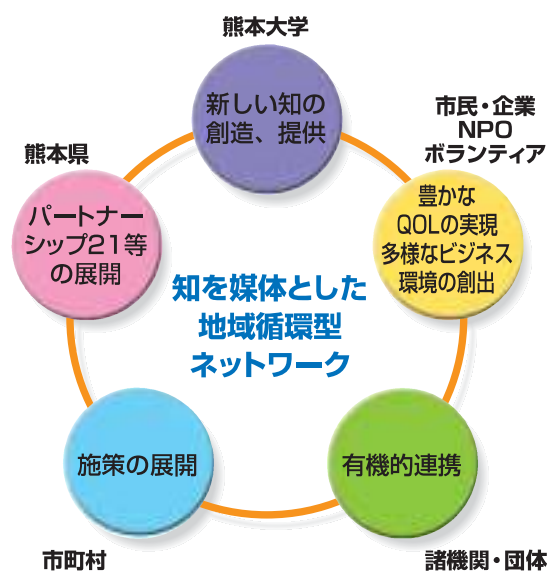 熊本大学
新しい知の
創造、提供
市民・企業
NPO
ボランティア
豊かな
QOLの実現
多様なビジネス
環境の創出
熊本県
パートナー
シップ21等
の展開
知を媒体とした
地域循環型
ネットワーク
施策の展開
市町村
有機的連携
諸機関・団体